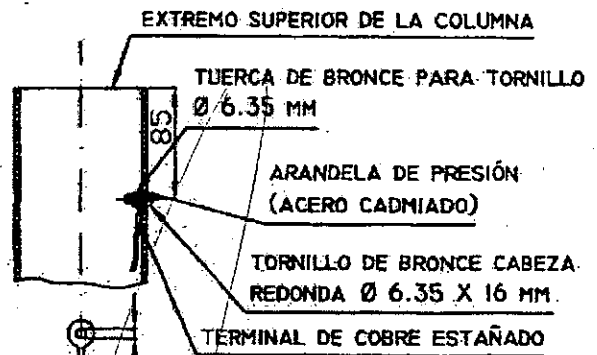 EXTREMO SUPERIOR DE LA COLUMNA
TUERCA DE BRONCE PARA TORNILLO
Ø 6.35 MM
85
ARANDELA DE PRESIÓN
(ACERO CADMIADO)
TORNILLO DE BRONCE CABEZA
REDONDA Ø 6.35 X 16 MM
TERMINAL DE COBRE ESTAÑADO